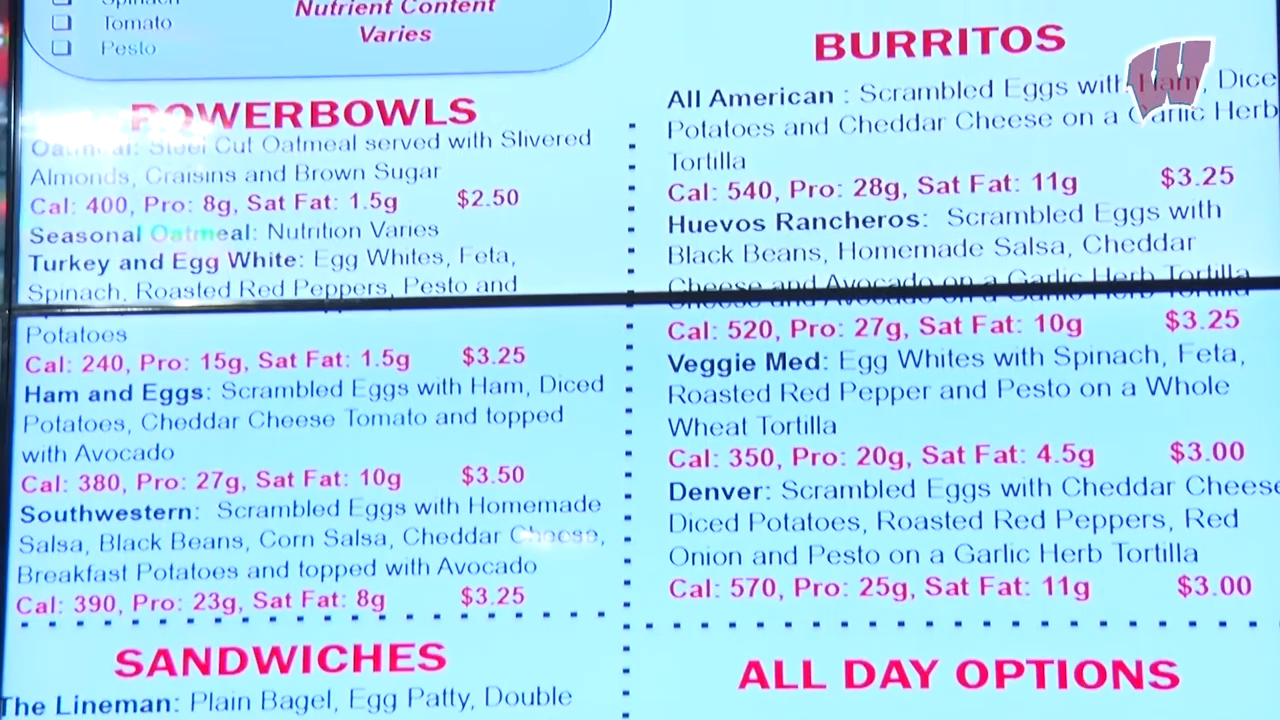 Spinach
Tomato
Pesto
Nutrient Content
Varies
POWERBOWLS
Oatmeal: Steel Cut Oatmeal served with Slivered
Almonds, Craisins and Brown Sugar
Cal: 400, Pro: 8g, Sat Fat: 1.5g $2.50
Seasonal Oatmeal: Nutrition Varies
Turkey and Egg White: Egg Whites, Feta,
Spinach, Roasted Red Peppers, Pesto and
Potatoes
Cal: 240, Pro: 15g, Sat Fat: 1.5g $3.25
Ham and Eggs: Scrambled Eggs with Ham, Diced
Potatoes, Cheddar Cheese Tomato and topped
with Avocado
Cal: 380, Pro: 27g, Sat Fat: 10g $3.50
Southwestern: Scrambled Eggs with Homemade
Salsa, Black Beans, Corn Salsa, Cheddar Cheese,
Breakfast Potatoes and topped with Avocado
Cal: 390, Pro: 23g, Sat Fat: 8g $3.25
SANDWICHES
The Lineman: Plain Bagel, Egg Patty, Double
BURRITOS
W
All American : Scrambled Eggs with Ham, Dice
Potatoes and Cheddar Cheese on a Garlic Herb
Tortilla
Cal: 540, Pro: 28g, Sat Fat: 11g $3.25
Huevos Rancheros: Scrambled Eggs with
Black Beans, Homemade Salsa, Cheddar
Cheese and Avocado on a Garlic Herb Tortilla
Cal: 520, Pro: 27g, Sat Fat: 10g $3.25
Veggie Med: Egg Whites with Spinach, Feta,
Roasted Red Pepper and Pesto on a Whole
Wheat Tortilla
Cal: 350, Pro: 20g, Sat Fat: 4.5g $3.00
Denver: Scrambled Eggs with Cheddar Cheese
Diced Potatoes, Roasted Red Peppers, Red
Onion and Pesto on a Garlic Herb Tortilla
Cal: 570, Pro: 25g, Sat Fat: 11g $3.00
ALL DAY OPTIONS